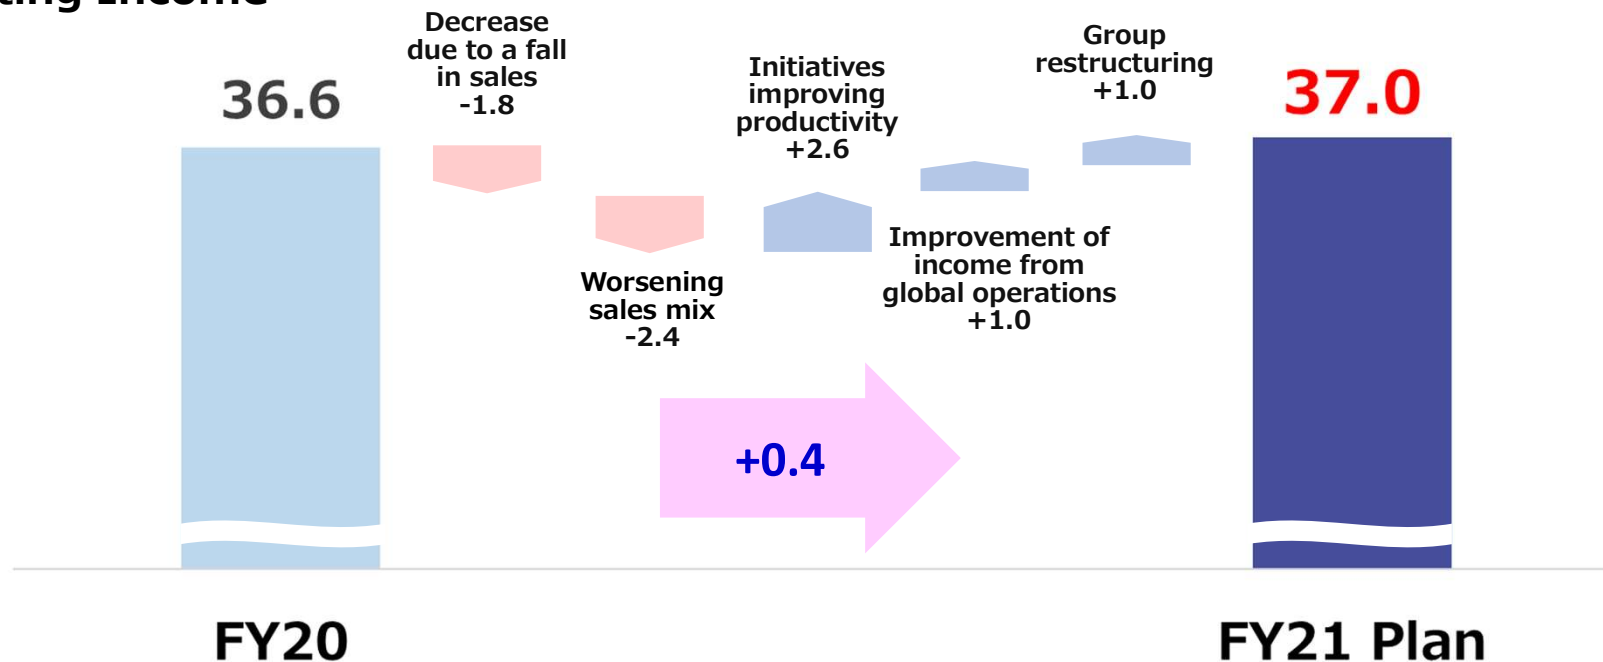 Income
Decrease
due to a fall
in sales
-1.8
36.6
Worsening
sales mix
-2.4
Initiatives
improving
productivity
+2.6
Improvement of
income from
global operations
+1.0
Group
restructuring
+1.0
37.0
+0.4
FY20
FY21 Plan